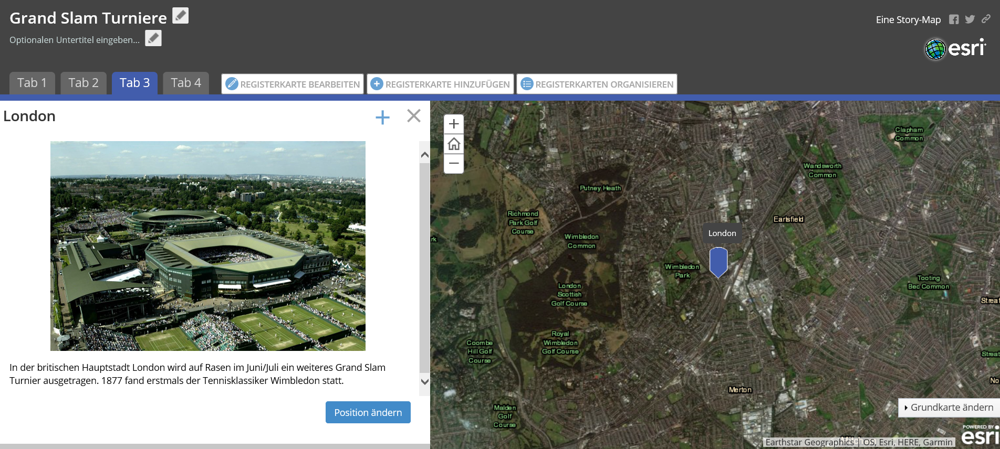 Grand Slam Turniere
Optionalen Untertitel eingeben...
Eine Story-Map
esri
Tab 1
Tab 2
Tab 3
Tab 4
REGISTERKARTE BEARBEITEN
REGISTERKARTE HINZUFÜGEN
REGISTERKARTEN ORGANISIEREN
London
In der britischen Hauptstadt London wird auf Rasen im Juni/Juli ein weiteres Grand Slam
Turnier ausgetragen. 1877 fand erstmals der Tennisklassiker Wimbledon statt.
Position ändern
Clapham
Common
Wandsworth
Common
Putney Heath
Richmond
Park Golf
Course
Earlsfield
London
Wimbledon
Common
rk
Wimbledon
Park
Tooting
Bec Common
London
Scottish
Golf Course
Streat
Royal
Wimbledon
Golf Course
Coombe
Hill Golf
Course
Streat
No
Merton
Malden
Golf
Course
Grundkarte ändern
POWERED BY
esri
Earthstar Geographics | OS, Esri, HERE, Garmin